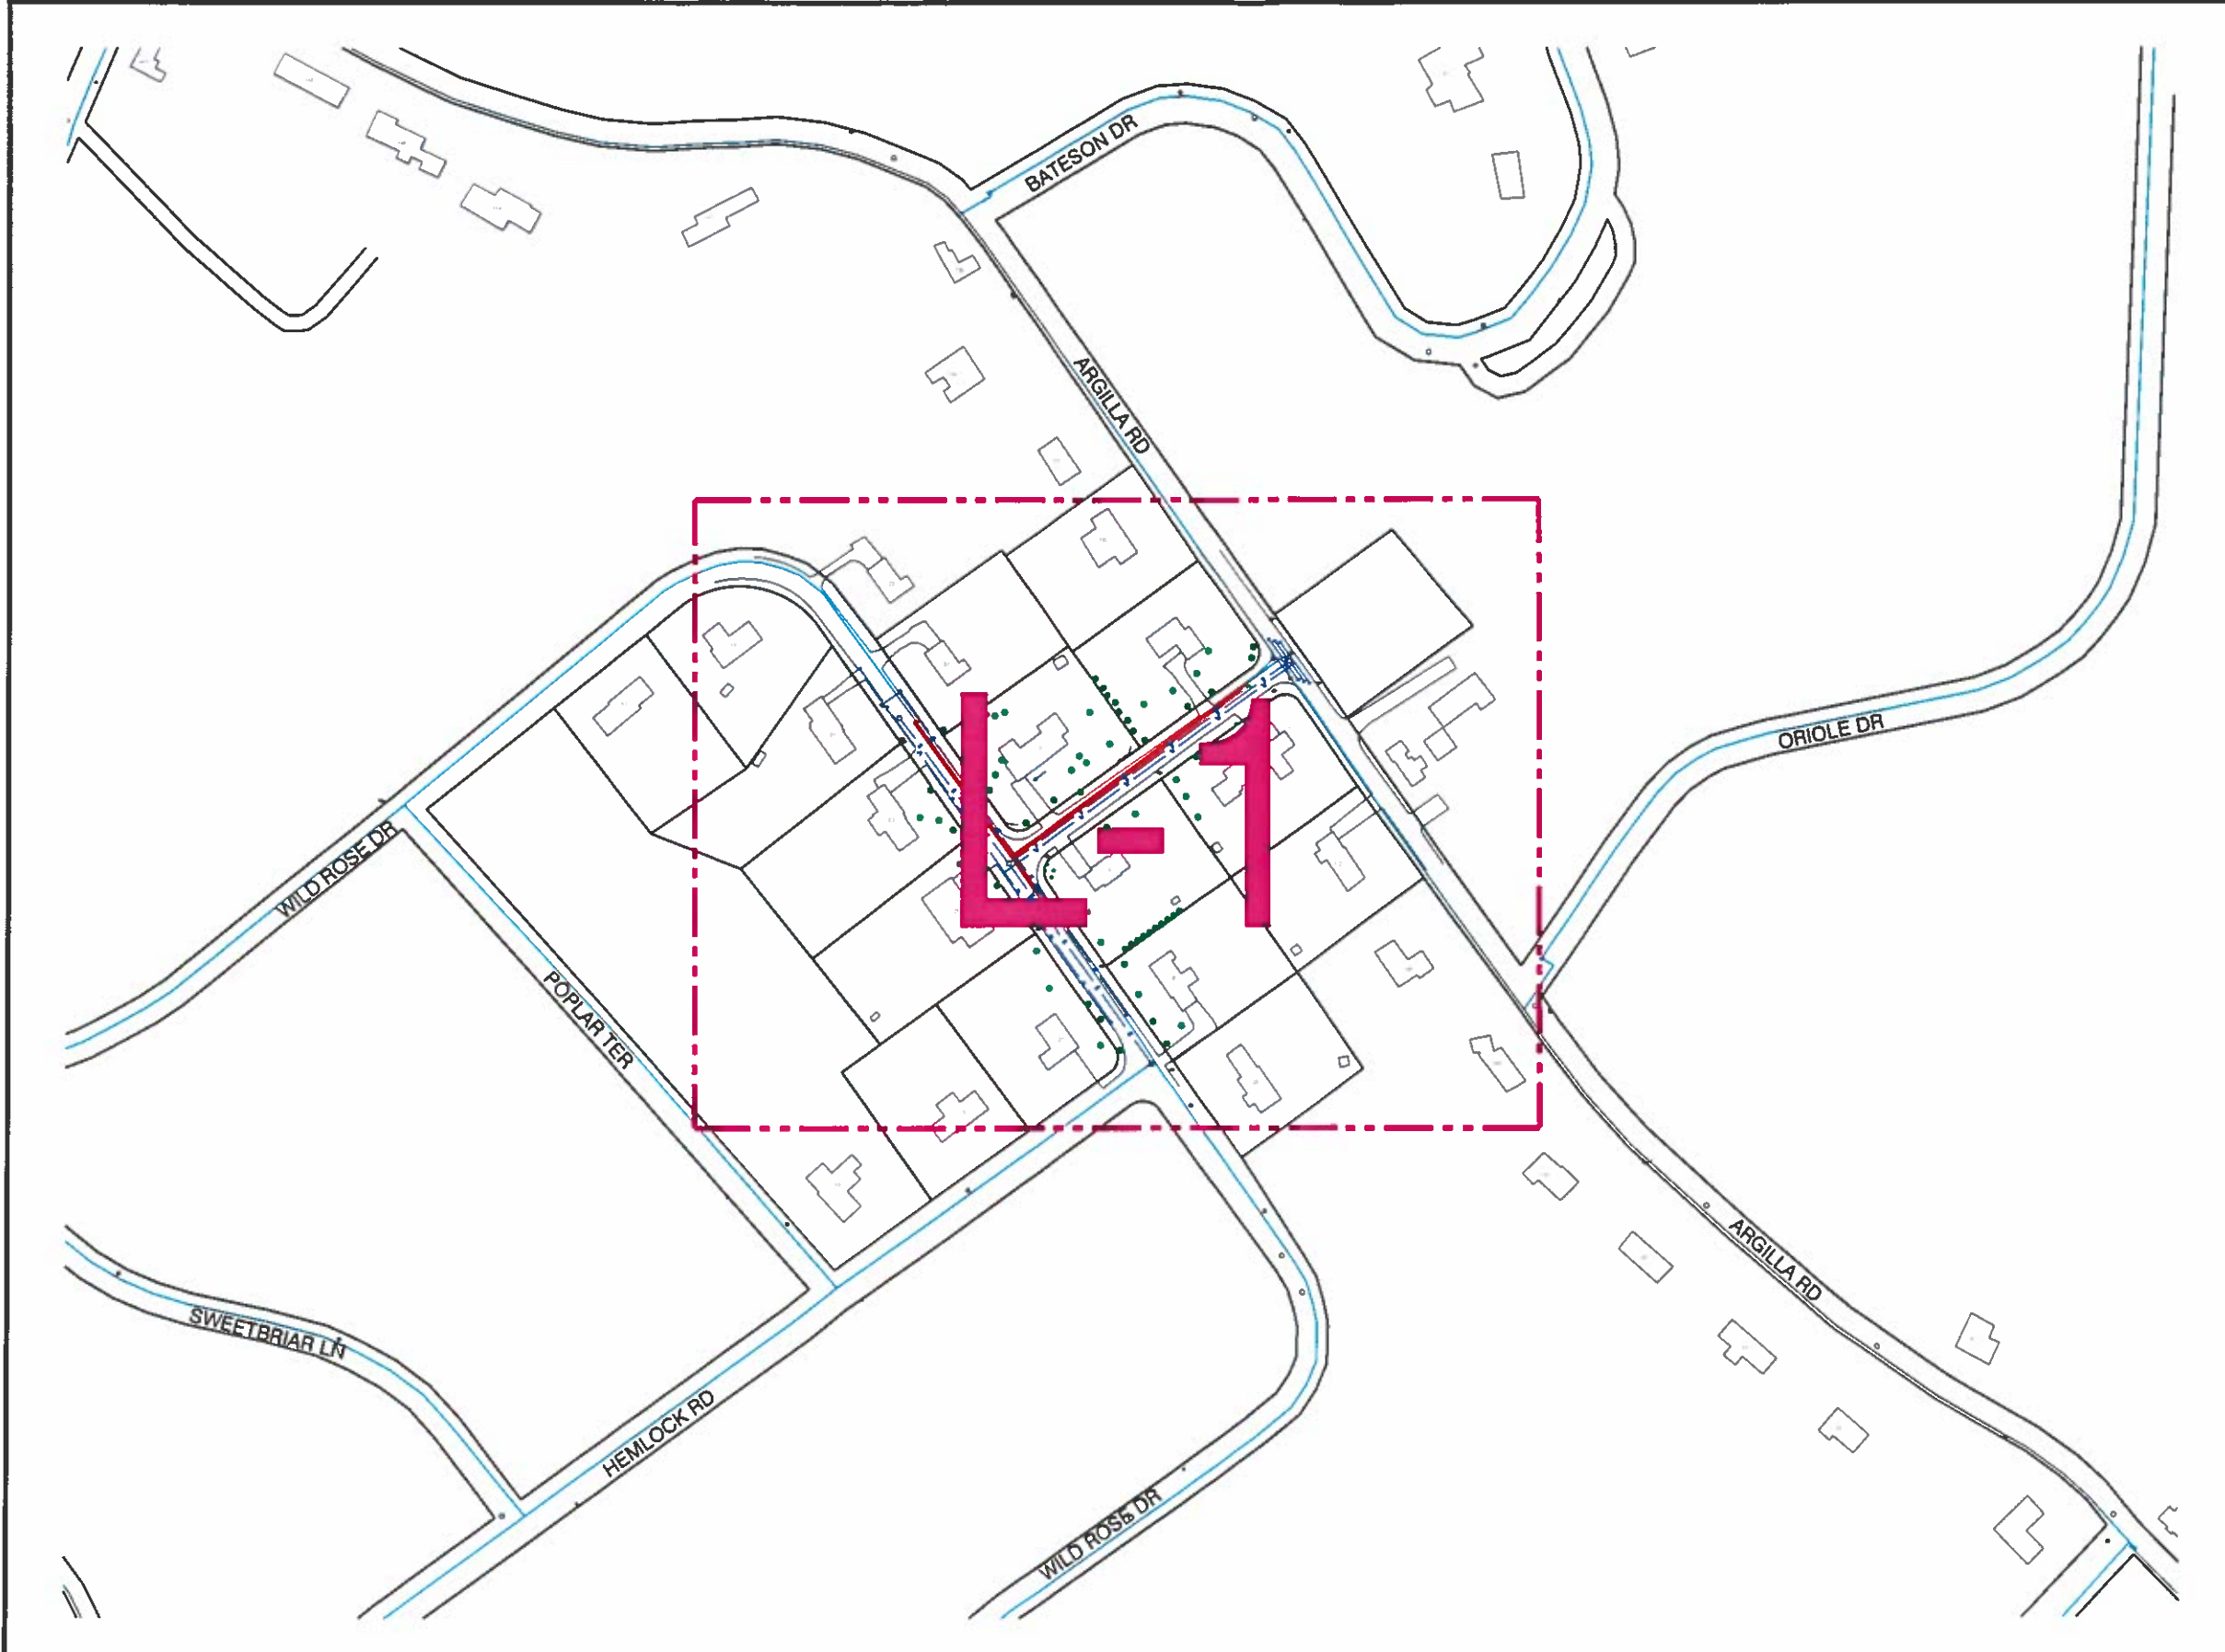 BATESON DR
ARGILLA RD
ORIOLE DR
L-1
WILD ROSE DR
POPLAR TER
ARGILLA RD
SWEETBRIAR LN
HEMLOCK RD
WILD ROSE DR